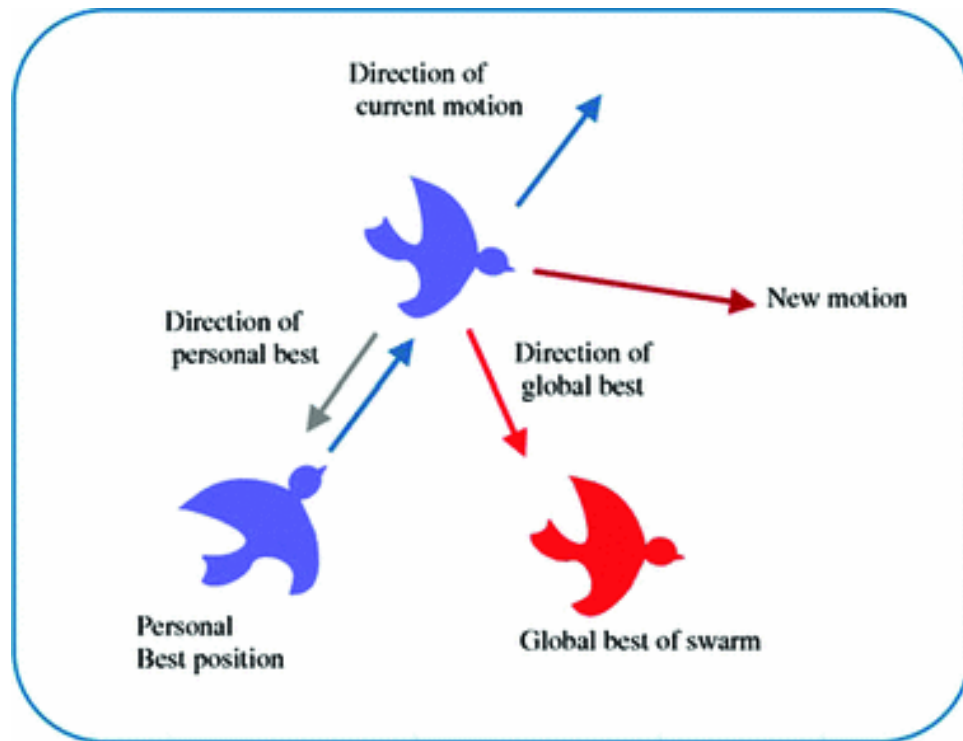 Direction of
current motion
New motion
Direction of
personal best
Direction of
global best
Personal
Best position
Global best of swarm